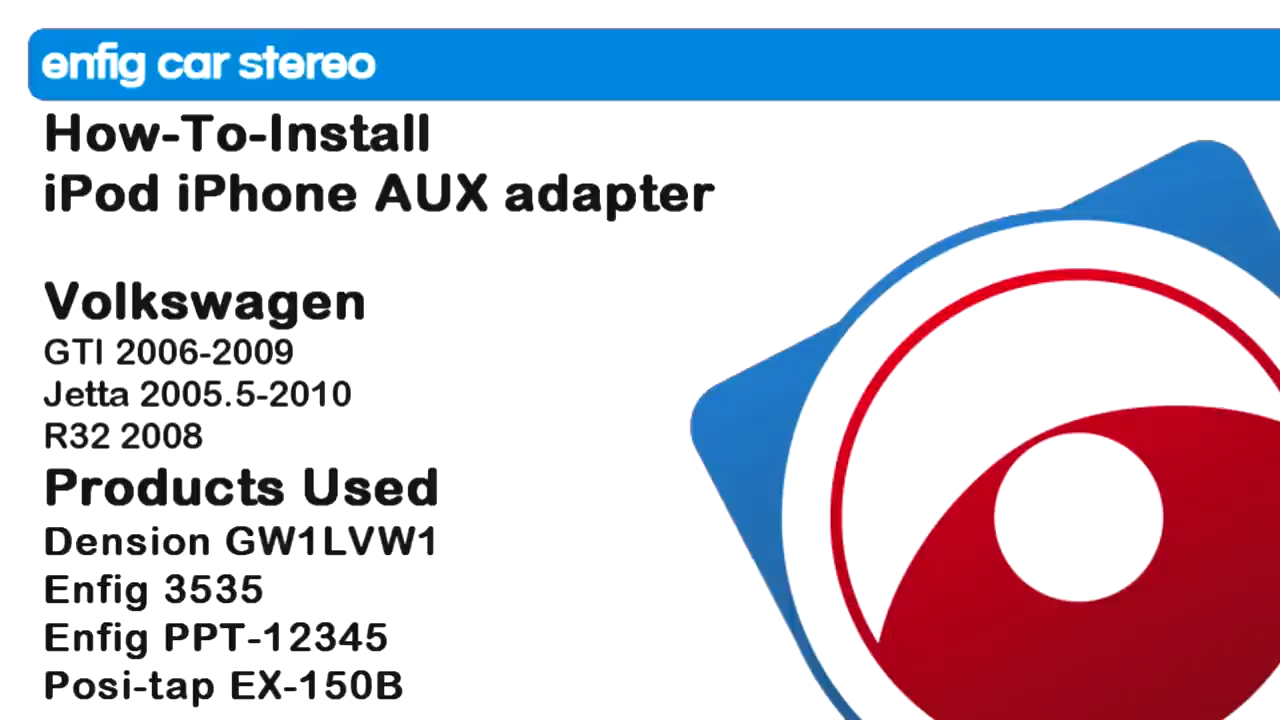 enfig car stereo
How-To-Install
iPod iPhone AUX adapter
Volkswagen
GTI 2006-2009
Jetta 2005.5-2010
R32 2008
Products Used
Dension GW1LVW1
Enfig 3535
Enfig PPT-12345
Posi-tap EX-150B